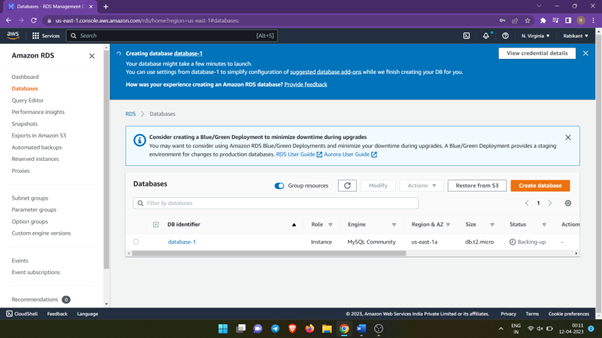 Databases - RDS Management
us-east-1.console.aws.amazon.com/rds/home?region=us-east-1#databases:
aws
Services
Search
[Alt+S]
N. Virginia
Rabikant
Amazon RDS
Dashboard
Databases
Query Editor
Performance insights
Snapshots
Exports in Amazon S3
Automated backups
Reserved instances
Proxies
Subnet groups
Parameter groups
Option groups
Custom engine versions
Events
Event subscriptions
Recommendations 0
Creating database database-1
View credential details
Your database might take a few minutes to launch.
You can use settings from database-1 to simplify configuration of suggested database add-ons while we finish creating your DB for you.
How was your experience creating an Amazon RDS database? Provide feedback
RDS > Databases
Consider creating a Blue/Green Deployment to minimize downtime during upgrades
You may want to consider using Amazon RDS Blue/Green Deployments and minimize your downtime during upgrades. A Blue/Green Deployment provides a staging
environment for changes to production databases. RDS User Guide Aurora User Guide
Databases
Group resources
Modify
Actions
Restore from S3
Create database
Filter by databases
1
DB identifier Role Engine Region & AZ Size Status Actions
database-1 Instance MySQL Community us-east-1a db.t2.micro Backing-up -
CloudShell Feedback Language
© 2023, Amazon Web Services India Private Limited or its affiliates. Privacy Terms Cookie preferences
ENG
IN
00:11
12-04-2023